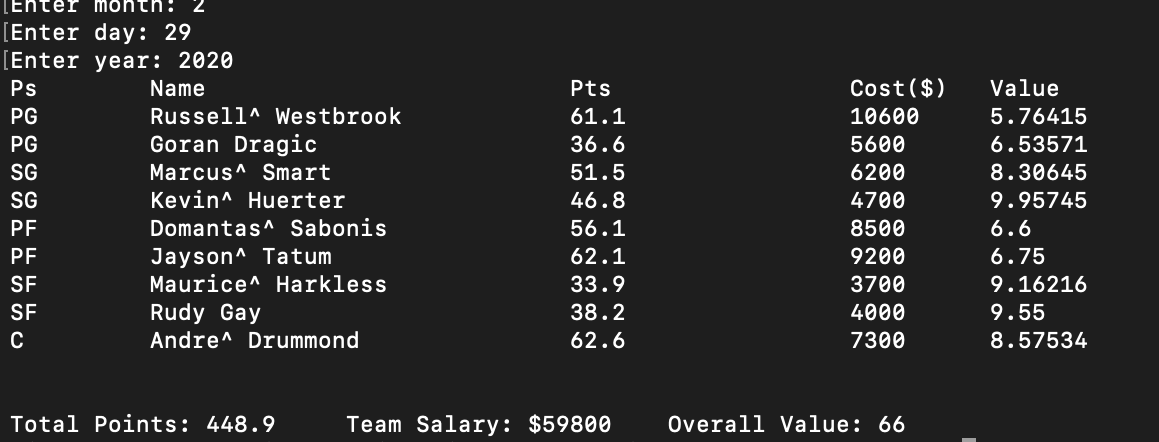 [Enter month: 2
[Enter day: 29
[Enter year: 2020
Ps Name Pts Cost($) Value
PG Russell^ Westbrook 61.1 10600 5.76415
PG Goran Dragic 36.6 5600 6.53571
SG Marcus^ Smart 51.5 6200 8.30645
SG Kevin^ Huerter 46.8 4700 9.95745
PF Domantas^ Sabonis 56.1 8500 6.6
PF Jayson^ Tatum 62.1 9200 6.75
SF Maurice^ Harkless 33.9 3700 9.16216
SF Rudy Gay 38.2 4000 9.55
C Andre^ Drummond 62.6 7300 8.57534
Total Points: 448.9 Team Salary: $59800 Overall Value: 66